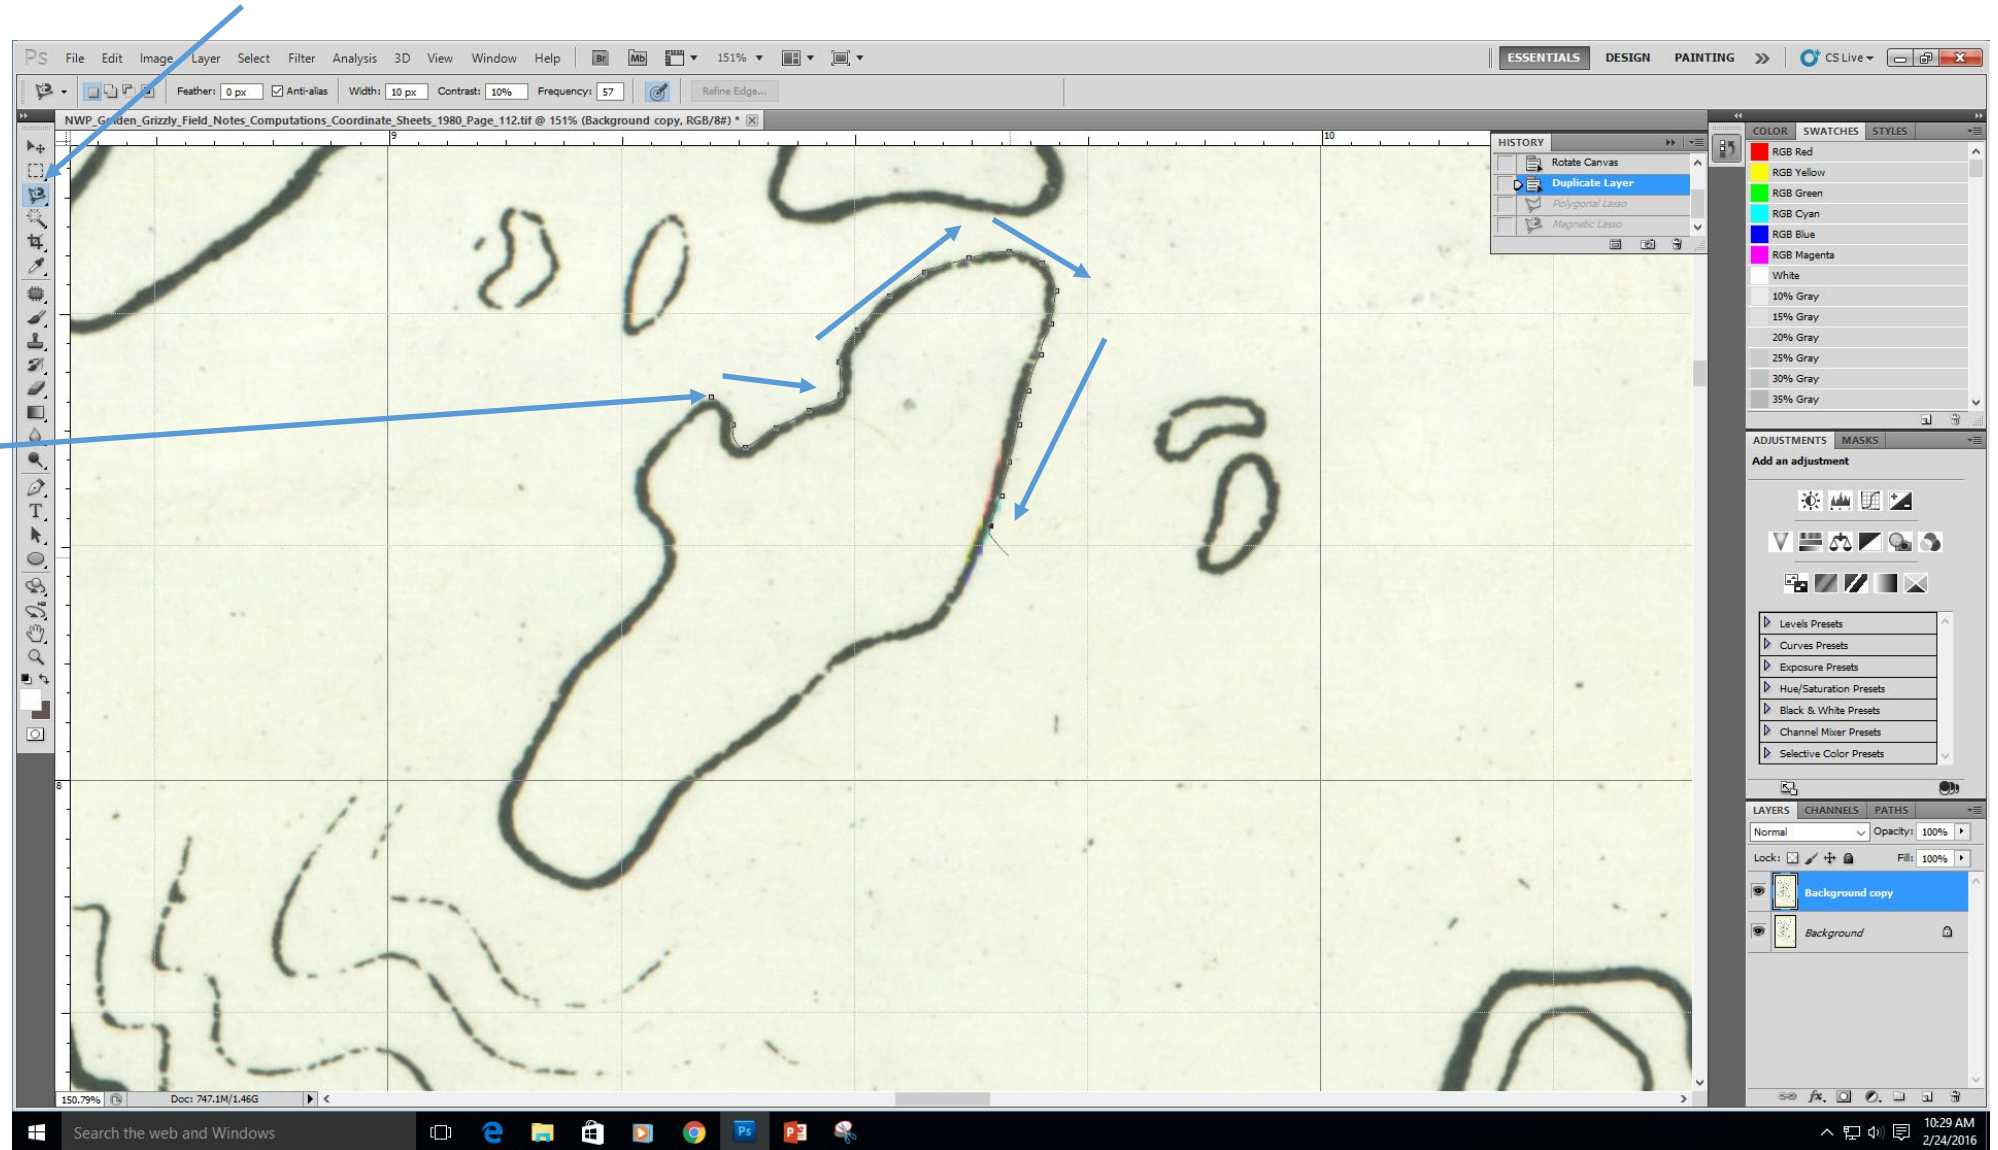 Ps File Edit Image Layer Select Filter Analysis 3D View Window Help Br Mb 151% ESSENTIALS DESIGN PAINTING CS Live
Feather: 0 px Anti-alias Width: 10 px Contrast: 10% Frequency: 57 Refine Edge...
NWP_Golden_Grizzly_Field_Notes_Computations_Coordinate_Sheets_1980_Page_112.tif @ 151% (Background copy, RGB/8#) *
9
10
8
HISTORY
Rotate Canvas
Duplicate Layer
Polygonal Lasso
Magnetic Lasso
COLOR SWATCHES STYLES
RGB Red
RGB Yellow
RGB Green
RGB Cyan
RGB Blue
RGB Magenta
White
10% Gray
15% Gray
20% Gray
25% Gray
30% Gray
35% Gray
ADJUSTMENTS MASKS
Add an adjustment
Levels Presets
Curves Presets
Exposure Presets
Hue/Saturation Presets
Black & White Presets
Channel Mixer Presets
Selective Color Presets
LAYERS CHANNELS PATHS
Normal Opacity: 100%
Lock: Fill: 100%
Background copy
Background
150.79% Doc: 747.1M/1.46G
Search the web and Windows
Ps
10:29 AM
2/24/2016